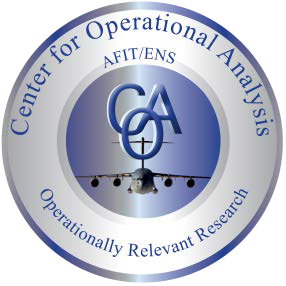 Center for Operational Analysis
AFIT/ENS
COA
Operationally Relevant Research